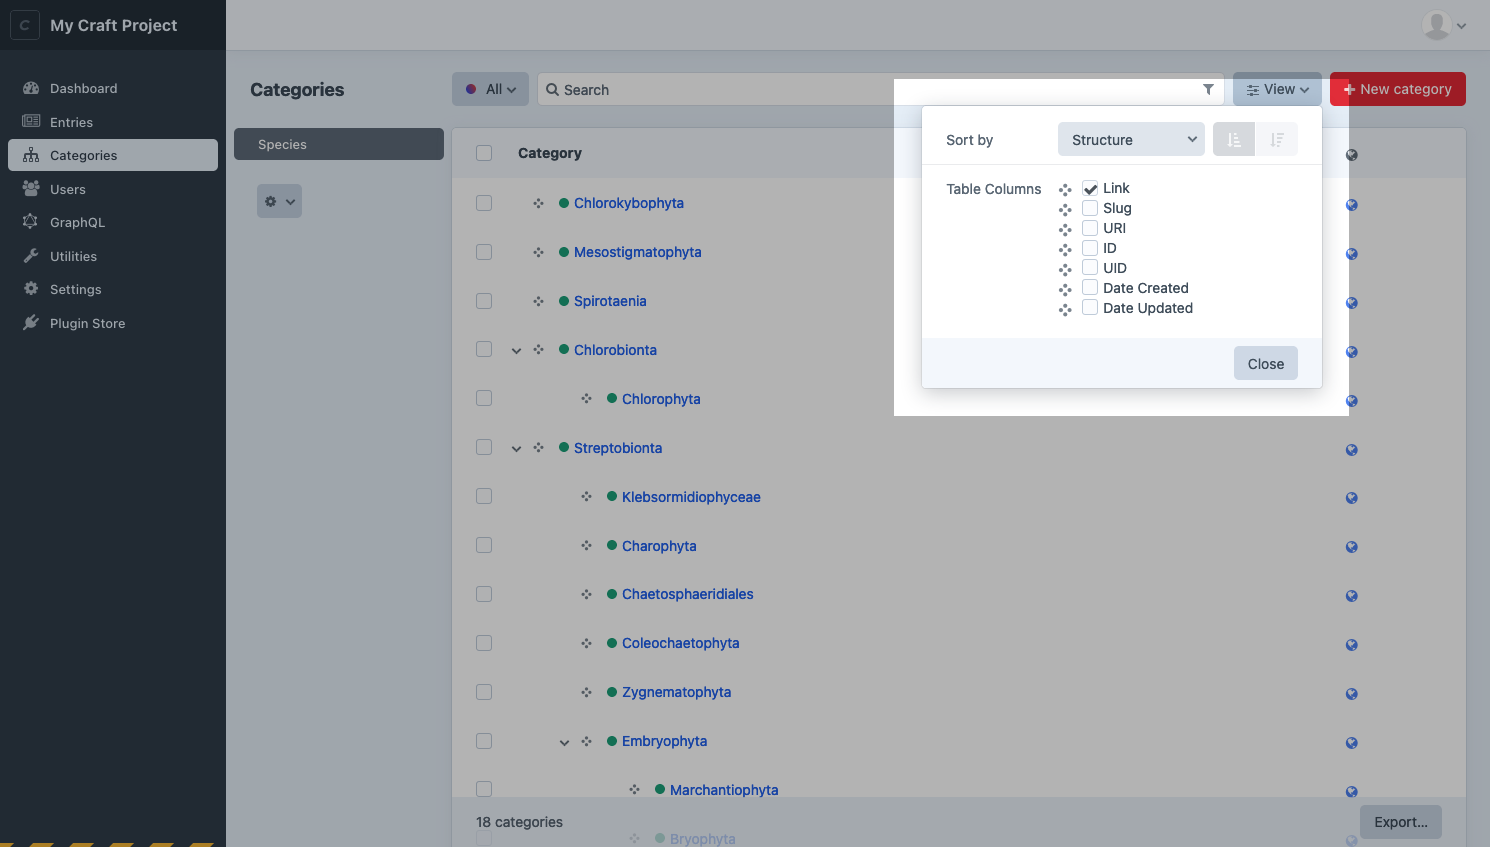 My Craft Project
Dashboard
Entries
Categories
Users
GraphQL
Utilities
Settings
Plugin Store
Categories
All
Search
View
New category
Species
Category
Chlorokybophyta
Mesostigmatophyta
Spirotaenia
Chlorobionta
Chlorophyta
Streptobionta
Klebsormidiophyceae
Charophyta
Chaetosphaeridiales
Coleochaetophyta
Zygnematophyta
Embryophyta
Marchantiophyta
Bryophyta
Sort by
Structure
Table Columns
Link
Slug
URI
ID
UID
Date Created
Date Updated
Close
18 categories
Export…